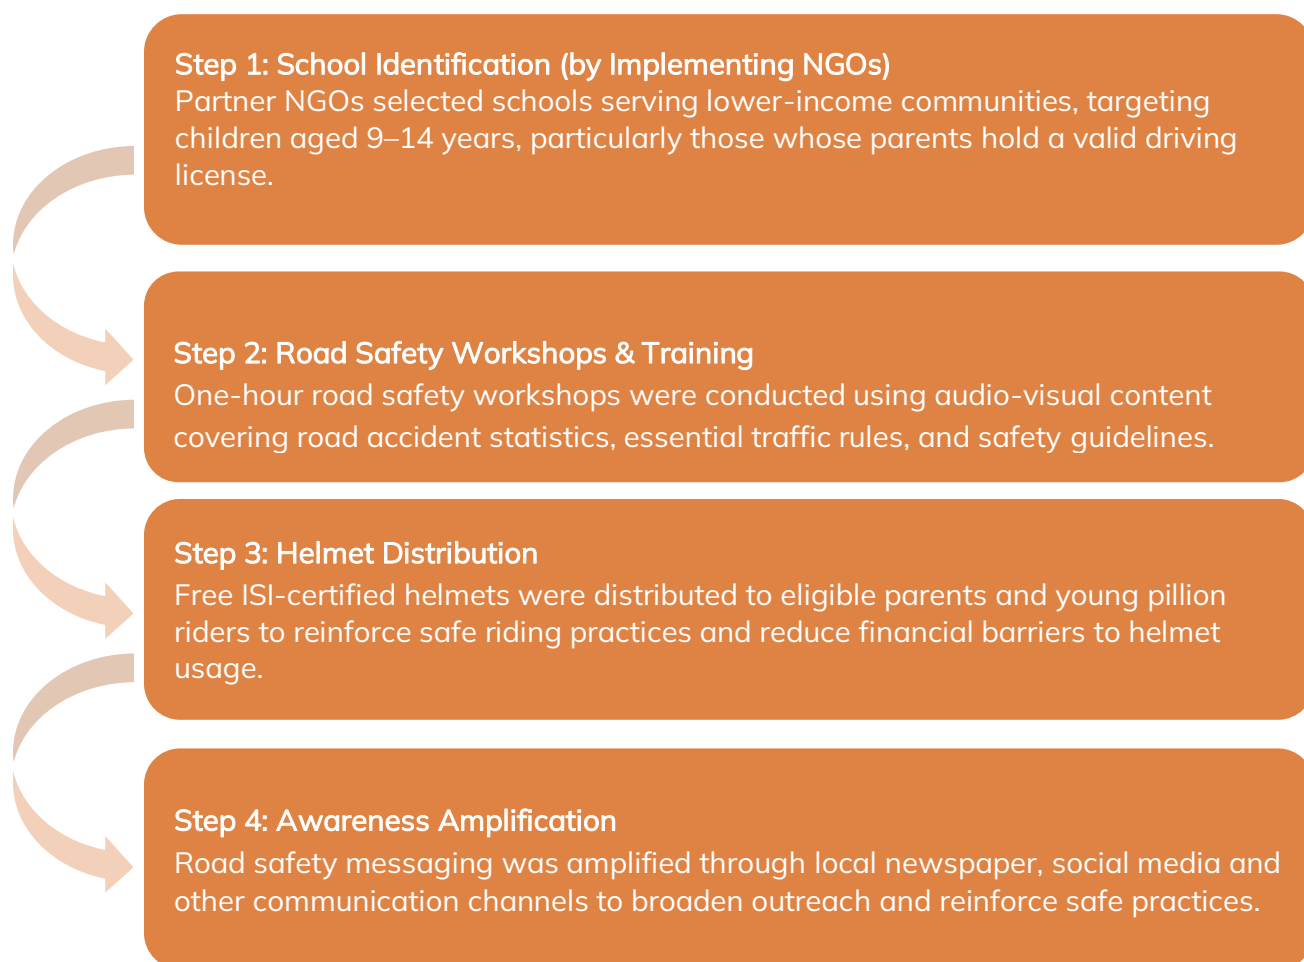 Step 1: School Identification (by Implementing NGOs)
Partner NGOs selected schools serving lower-income communities, targeting
children aged 9–14 years, particularly those whose parents hold a valid driving
license.
Step 2: Road Safety Workshops & Training
One-hour road safety workshops were conducted using audio-visual content
covering road accident statistics, essential traffic rules, and safety guidelines.
Step 3: Helmet Distribution
Free ISI-certified helmets were distributed to eligible parents and young pillion
riders to reinforce safe riding practices and reduce financial barriers to helmet
usage.
Step 4: Awareness Amplification
Road safety messaging was amplified through local newspaper, social media and
other communication channels to broaden outreach and reinforce safe practices.